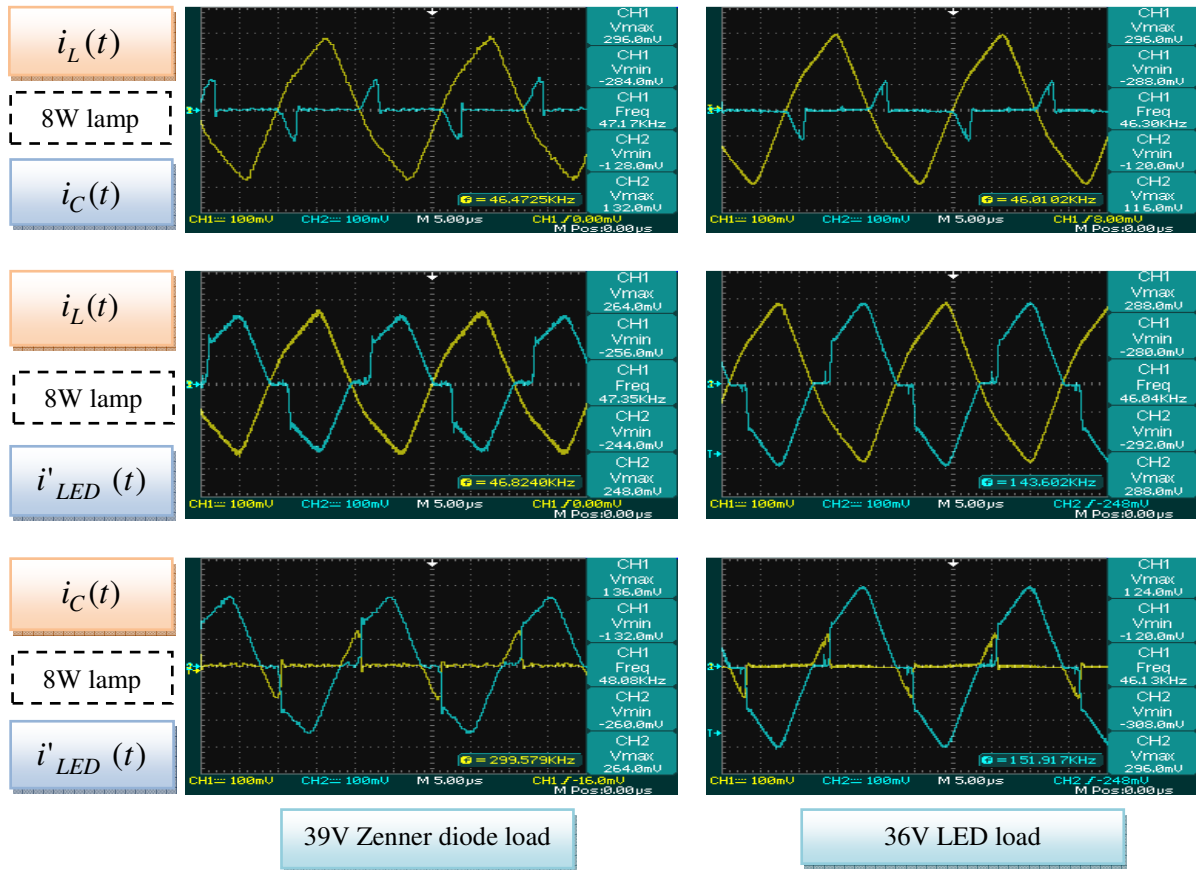 i_L(t)
8W lamp
i_C(t)
CH1
Vmax
296.0mV
CH1
Vmin
-284.0mV
CH1
Freq
47.17KHz
CH2
Vmin
-128.0mV
CH2
Vmax
132.0mV
f = 46.4725KHz
CH1 100mV CH2 100mV M 5.00µs CH1 0.00mV
M Pos:0.00µs
CH1
Vmax
296.0mV
CH1
Vmin
-288.0mV
CH1
Freq
46.30KHz
CH2
Vmin
-120.0mV
CH2
Vmax
116.0mV
f = 46.0102KHz
CH1 100mV CH2 100mV M 5.00µs CH1 8.00mV
M Pos:0.00µs
i_L(t)
8W lamp
i'_LED (t)
CH1
Vmax
264.0mV
CH1
Vmin
-256.0mV
CH1
Freq
47.35KHz
CH2
Vmin
-244.0mV
CH2
Vmax
248.0mV
f = 46.8240KHz
CH1 100mV CH2 100mV M 5.00µs CH1 0.00mV
M Pos:0.00µs
CH1
Vmax
288.0mV
CH1
Vmin
-280.0mV
CH1
Freq
46.04KHz
CH2
Vmin
-292.0mV
CH2
Vmax
288.0mV
f = 143.602KHz
CH1 100mV CH2 100mV M 5.00µs CH2 -248mV
M Pos:0.00µs
i_C(t)
8W lamp
i'_LED (t)
CH1
Vmax
136.0mV
CH1
Vmin
-132.0mV
CH1
Freq
48.08KHz
CH2
Vmin
-260.0mV
CH2
Vmax
264.0mV
f = 299.579KHz
CH1 100mV CH2 100mV M 5.00µs CH1 -16.0mV
M Pos:0.00µs
CH1
Vmax
124.0mV
CH1
Vmin
-120.0mV
CH1
Freq
46.13KHz
CH2
Vmin
-308.0mV
CH2
Vmax
296.0mV
f = 151.917KHz
CH1 100mV CH2 100mV M 5.00µs CH2 -248mV
M Pos:0.00µs
39V Zenner diode load
36V LED load